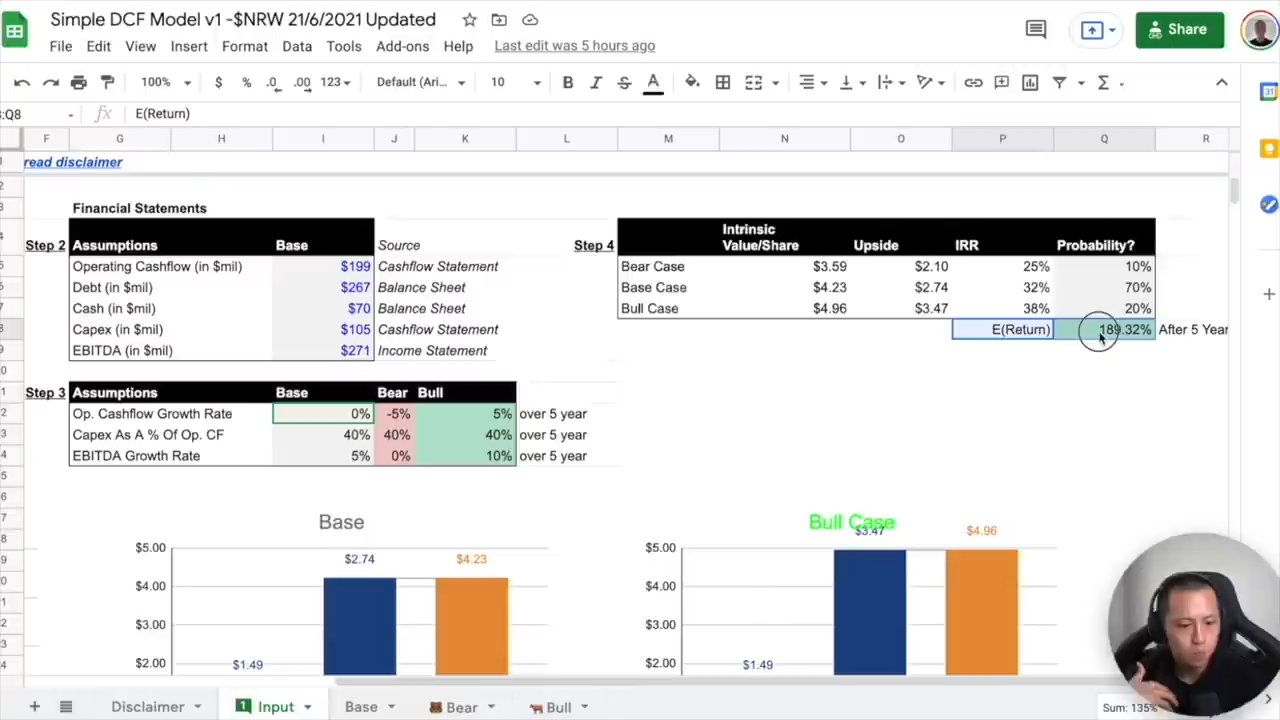 Simple DCF Model v1 -$NRW 21/6/2021 Updated
Share
File Edit View Insert Format Data Tools Add-ons Help Last edit was 5 hours ago
100% $ % .0 .00 123 Default (Ari... 10 B I S A
:Q8 fx E(Return)
F G H I J K L M N O P Q R
read disclaimer
Financial Statements
Step 2 Assumptions Base Source
Operating Cashflow (in $mil) $199 Cashflow Statement
Debt (in $mil) $267 Balance Sheet
Cash (in $mil) $70 Balance Sheet
Capex (in $mil) $105 Cashflow Statement
EBITDA (in $mil) $271 Income Statement
Step 4 Intrinsic Value/Share Upside IRR Probability?
Bear Case $3.59 $2.10 25% 10%
Base Case $4.23 $2.74 32% 70%
Bull Case $4.96 $3.47 38% 20%
E(Return) 189.32% After 5 Year
Step 3 Assumptions Base Bear Bull
Op. Cashflow Growth Rate 0% -5% 5% over 5 year
Capex As A % Of Op. CF 40% 40% 40% over 5 year
EBITDA Growth Rate 5% 0% 10% over 5 year
Base
$5.00
$4.00
$3.00
$2.00
$1.49 $2.74 $4.23
Bull Case
$5.00
$4.00
$3.00
$2.00
$1.49 $3.47 $4.96
Disclaimer 1 Input Base Bear Bull
Sum: 135%